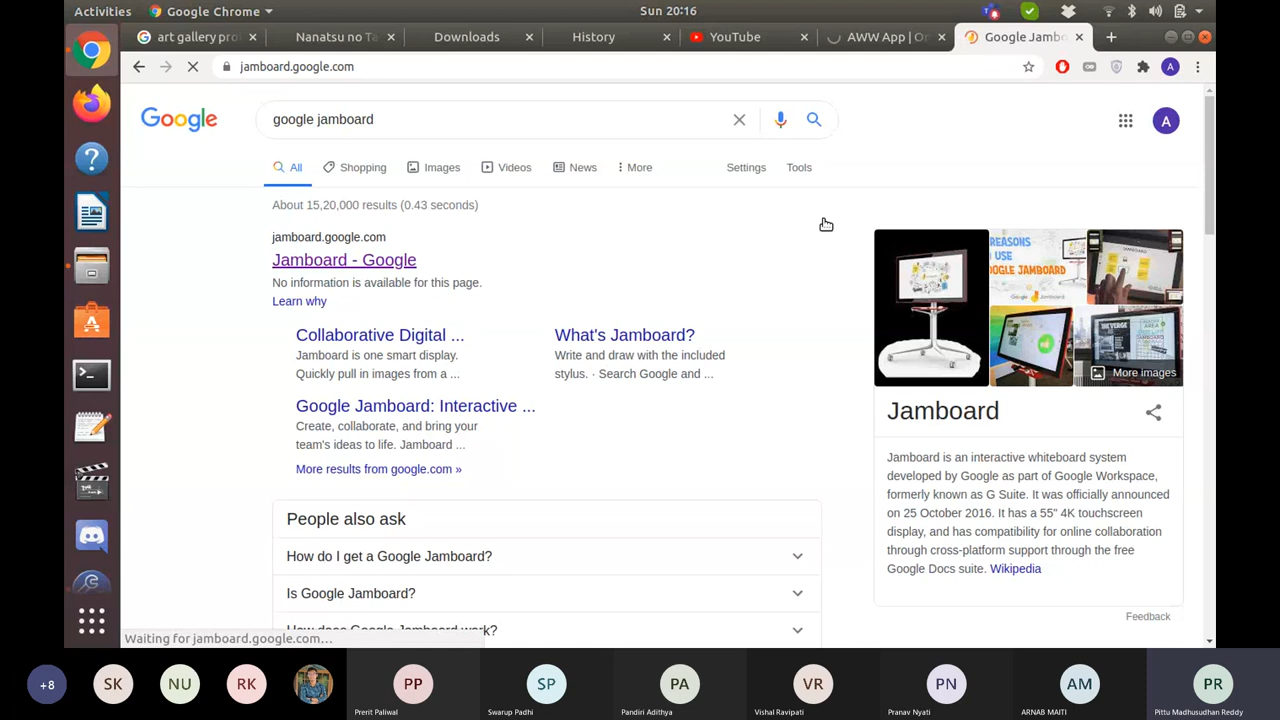 Activities
Google Chrome
Sun 20:16
art gallery pro
Nanatsu no Ta
Downloads
History
YouTube
AWW App | On
Google Jambo
jamboard.google.com
A
Google
google jamboard
A
All
Shopping
Images
Videos
News
More
Settings
Tools
About 15,20,000 results (0.43 seconds)
jamboard.google.com
Jamboard - Google
No information is available for this page.
Learn why
Collaborative Digital ...
Jamboard is one smart display.
Quickly pull in images from a ...
What's Jamboard?
Write and draw with the included
stylus. · Search Google and ...
Google Jamboard: Interactive ...
Create, collaborate, and bring your
team's ideas to life. Jamboard ...
More results from google.com »
People also ask
How do I get a Google Jamboard?
Is Google Jamboard?
How does Google Jamboard work?
REASONS
TO USE
GOOGLE JAMBOARD
Google Jamboard
More images
Jamboard
Jamboard is an interactive whiteboard system
developed by Google as part of Google Workspace,
formerly known as G Suite. It was officially announced
on 25 October 2016. It has a 55" 4K touchscreen
display, and has compatibility for online collaboration
through cross-platform support through the free
Google Docs suite. Wikipedia
Feedback
Waiting for jamboard.google.com...
+8
SK
NU
RK
PP
Prerit Paliwal
SP
Swarup Padhi
PA
Pandiri Adithya
VR
Vishal Ravipati
PN
Pranav Nyati
AM
ARNAB MAITI
PR
Pittu Madhusudhan Reddy